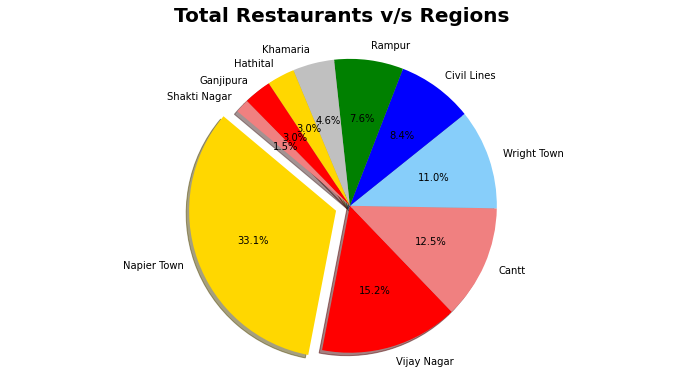 Total Restaurants v/s Regions
Khamaria
Rampur
Hathital
Civil Lines
Ganjipura
Shakti Nagar
4.6%
7.6%
3.0%
8.4%
3.0%
1.5%
Wright Town
11.0%
33.1%
12.5%
Napier Town
Cantt
15.2%
Vijay Nagar